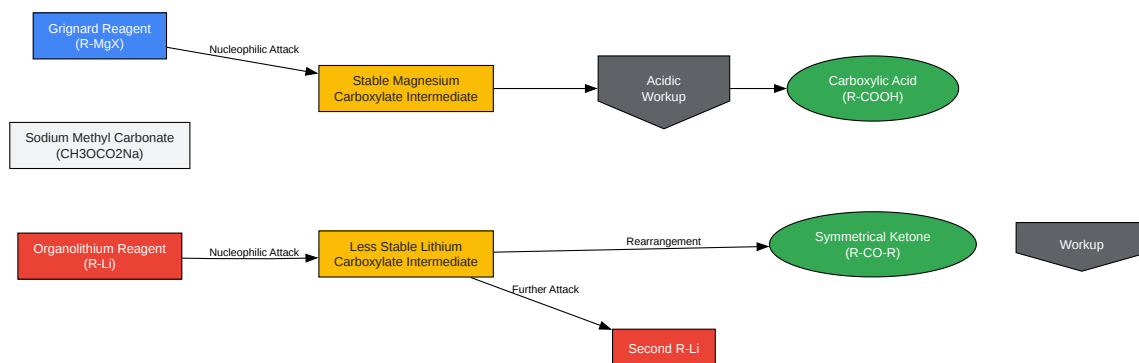 Grignard Reagent
(R-MgX)
Nucleophilic Attack
Stable Magnesium
Carboxylate Intermediate
Acidic
Workup
Carboxylic Acid
(R-COOH)
Sodium Methyl Carbonate
(CH3OCO2Na)
Organolithium Reagent
(R-Li)
Nucleophilic Attack
Less Stable Lithium
Carboxylate Intermediate
Rearrangement
Symmetrical Ketone
(R-CO-R)
Workup
Further Attack
Second R-Li